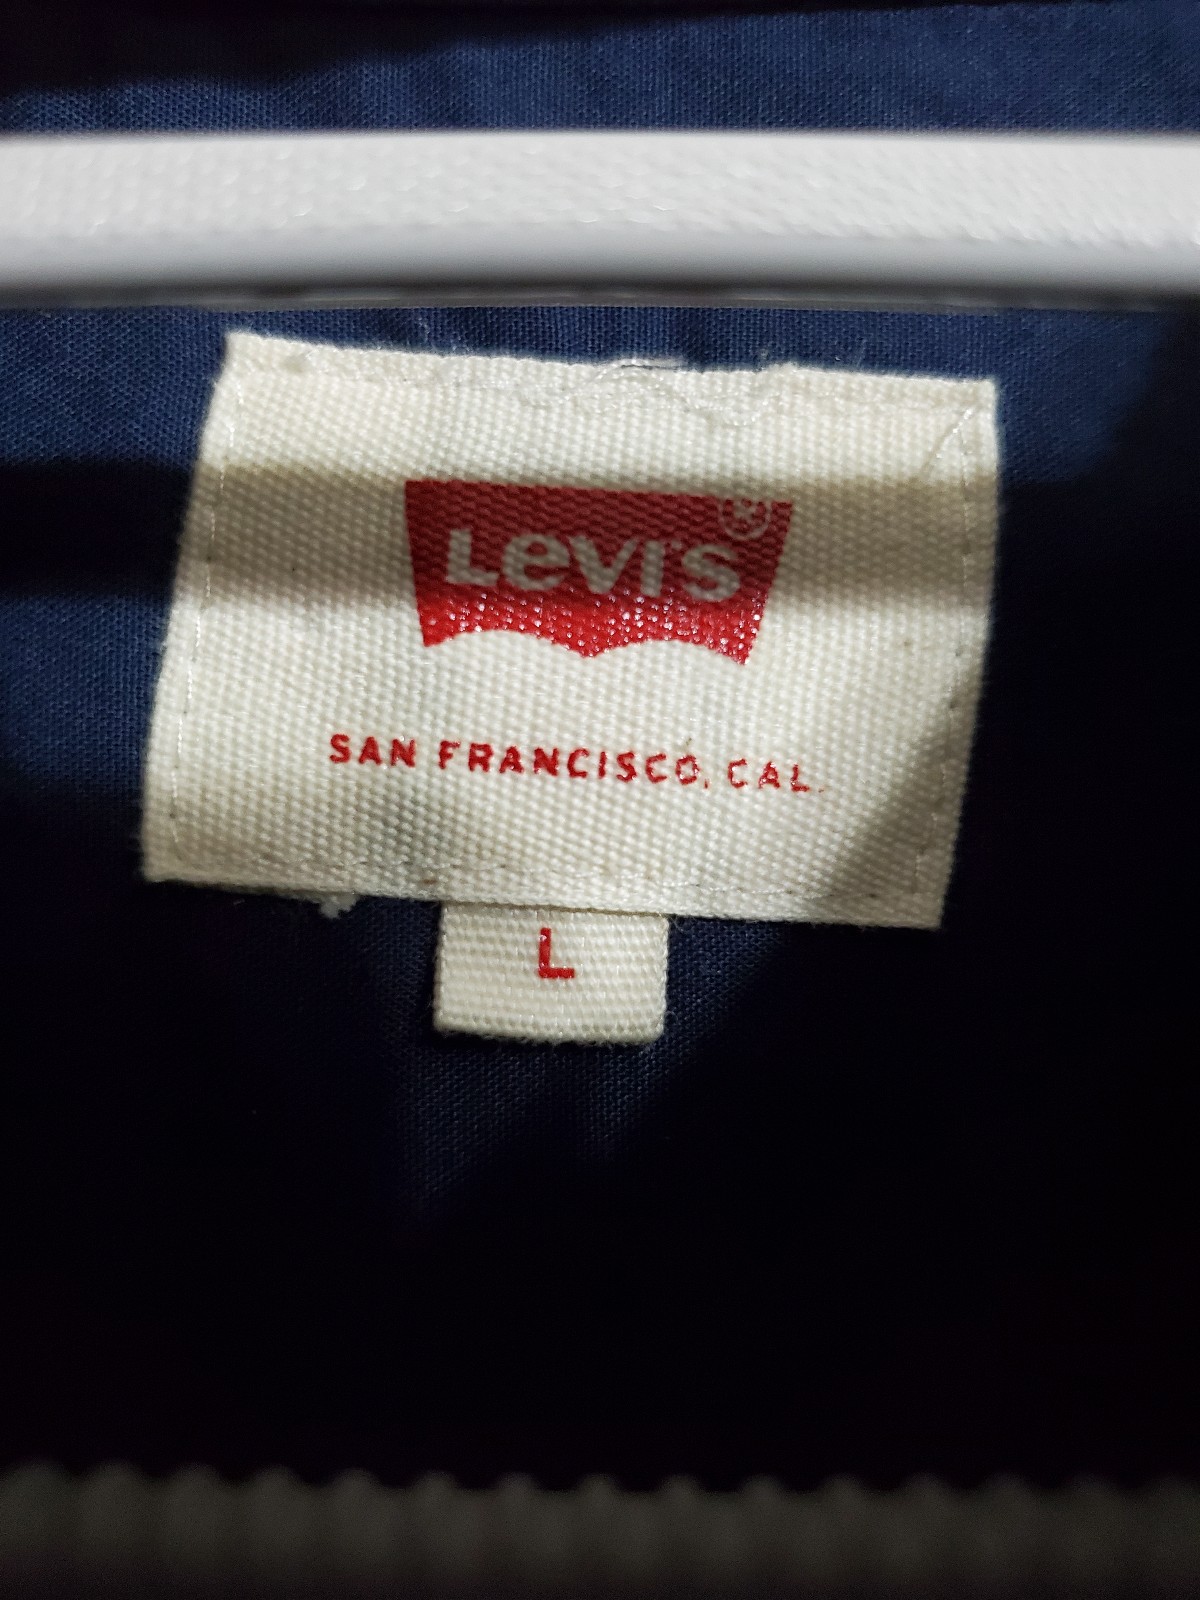 Levi's®
SAN FRANCISCO, CAL.
L